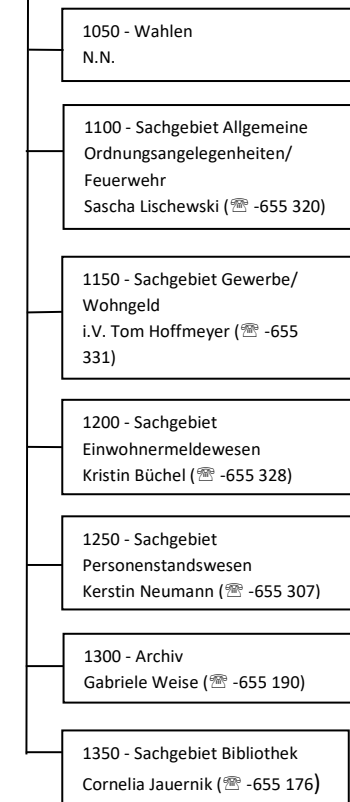 1050 - Wahlen
N.N.
1100 - Sachgebiet Allgemeine
Ordnungsangelegenheiten/
Feuerwehr
Sascha Lischewski (☏ -655 320)
1150 - Sachgebiet Gewerbe/
Wohngeld
i.V. Tom Hoffmeyer (☏ -655
331)
1200 - Sachgebiet
Einwohnermeldewesen
Kristin Büchel (☏ -655 328)
1250 - Sachgebiet
Personenstandswesen
Kerstin Neumann (☏ -655 307)
1300 - Archiv
Gabriele Weise (☏ -655 190)
1350 - Sachgebiet Bibliothek
Cornelia Jauernik (☏ -655 176)